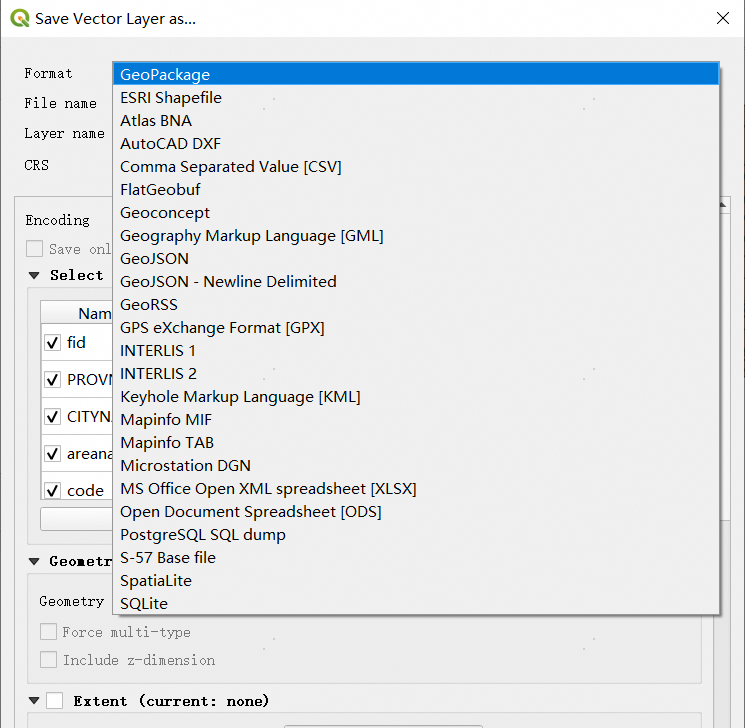 Save Vector Layer as...
Format
GeoPackage
ESRI Shapefile
File name
Atlas BNA
Layer name
AutoCAD DXF
CRS
Comma Separated Value [CSV]
FlatGeobuf
Geoconcept
Encoding
Geography Markup Language [GML]
Save onl
GeoJSON
Select
GeoJSON - Newline Delimited
GeoRSS
Nam
GPS eXchange Format [GPX]
fid
INTERLIS 1
INTERLIS 2
PROVN
Keyhole Markup Language [KML]
CITYNA
Mapinfo MIF
Mapinfo TAB
areana
Microstation DGN
code
MS Office Open XML spreadsheet [XLSX]
Open Document Spreadsheet [ODS]
PostgreSQL SQL dump
Geometr
S-57 Base file
SpatiaLite
Geometry
SQLite
Force multi-type
Include z-dimension
Extent (current: none)